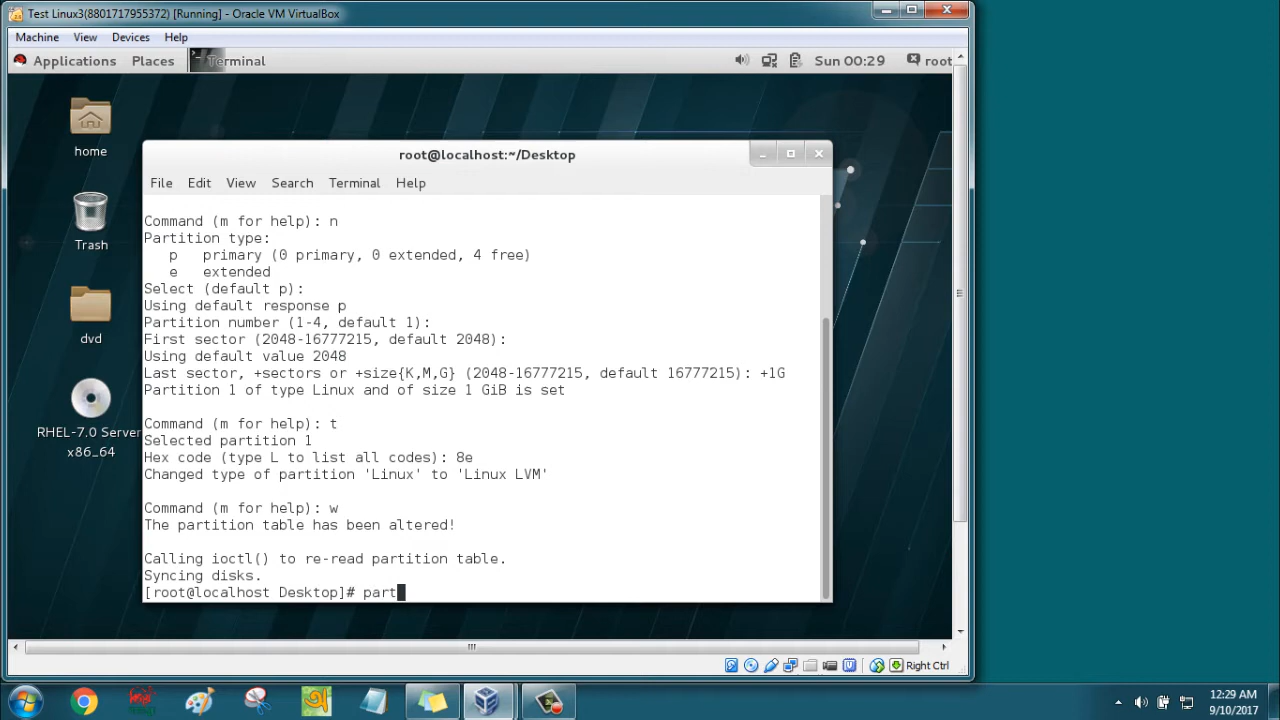 Test Linux3(8801717955372) [Running] - Oracle VM VirtualBox
Machine View Devices Help
Applications Places Terminal Sun 00:29 root
home
Trash
dvd
RHEL-7.0 Server
x86_64
root@localhost:~/Desktop
File Edit View Search Terminal Help
Command (m for help): n
Partition type:
p primary (0 primary, 0 extended, 4 free)
e extended
Select (default p):
Using default response p
Partition number (1-4, default 1):
First sector (2048-16777215, default 2048):
Using default value 2048
Last sector, +sectors or +size{K,M,G} (2048-16777215, default 16777215): +1G
Partition 1 of type Linux and of size 1 GiB is set
Command (m for help): t
Selected partition 1
Hex code (type L to list all codes): 8e
Changed type of partition 'Linux' to 'Linux LVM'
Command (m for help): w
The partition table has been altered!
Calling ioctl() to re-read partition table.
Syncing disks.
[root@localhost Desktop]# part
Right Ctrl
12:29 AM
9/10/2017